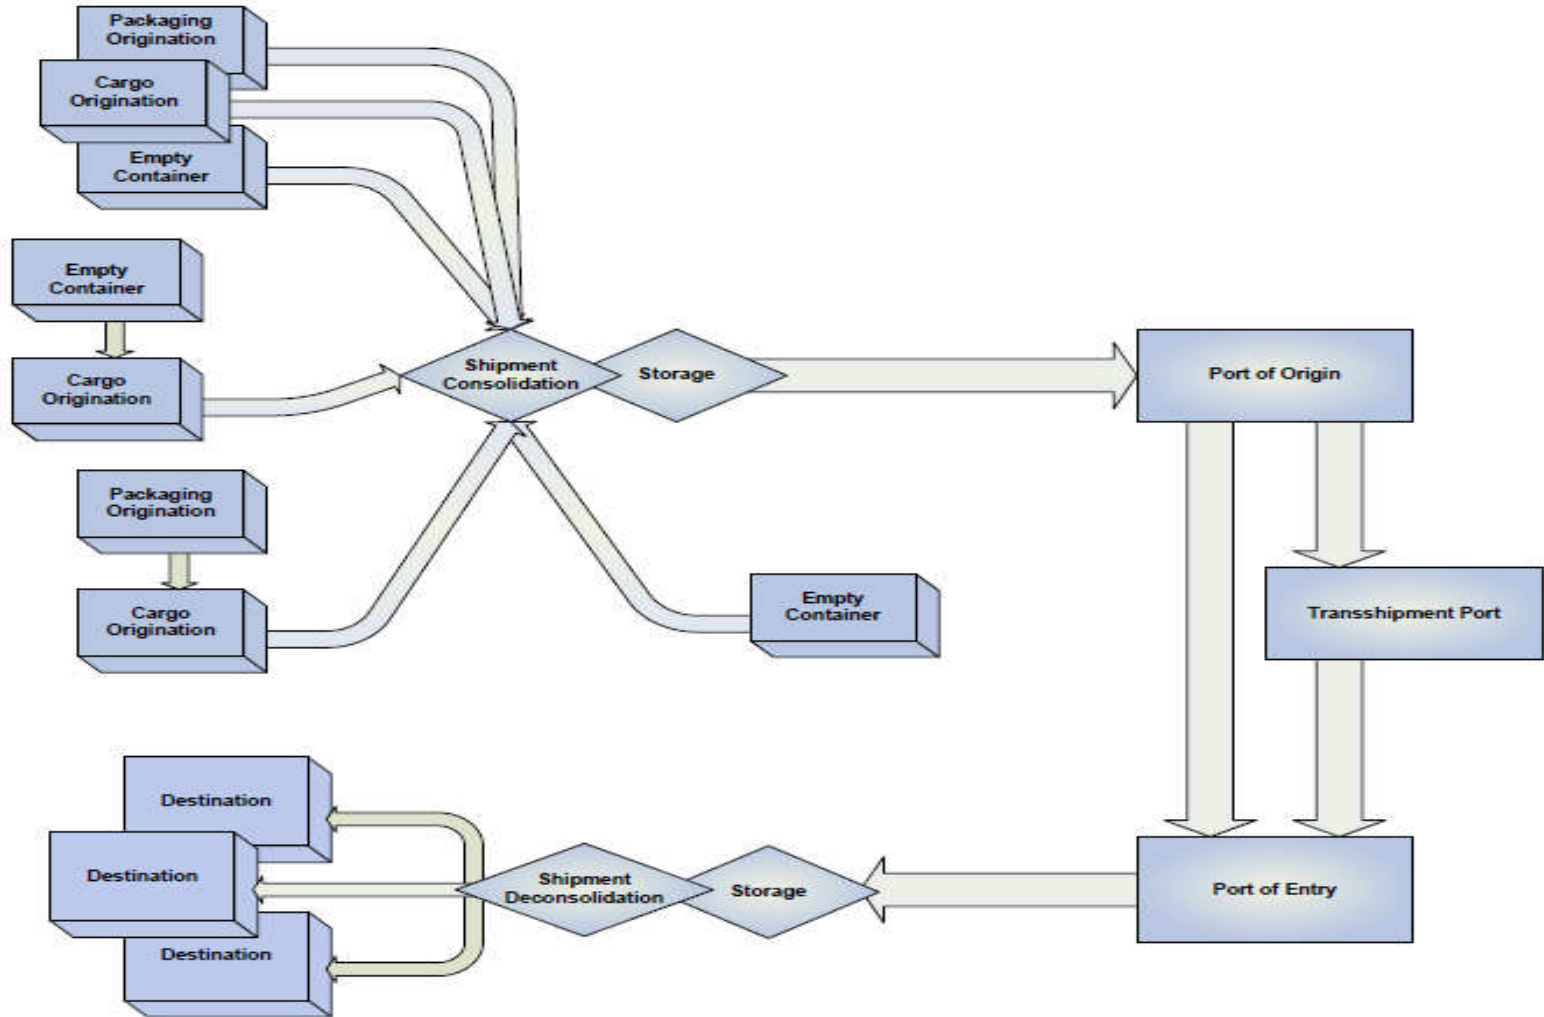 Packaging
Origination
Cargo
Origination
Empty
Container
Empty
Container
Cargo
Origination
Shipment
Consolidation
Storage
Port of Origin
Packaging
Origination
Cargo
Origination
Empty
Container
Transshipment Port
Destination
Destination
Destination
Shipment
Deconsolidation
Storage
Port of Entry